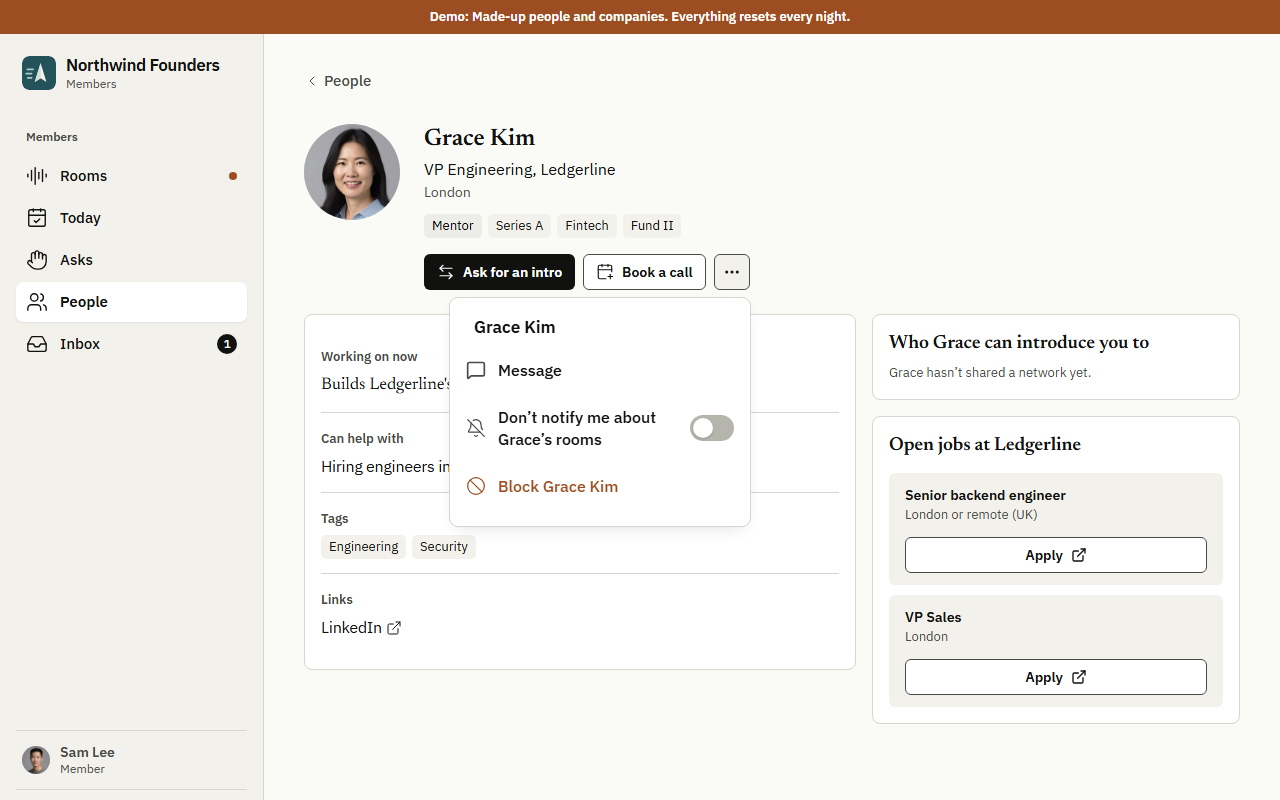 Demo: Made-up people and companies. Everything resets every night.
Northwind Founders
Members
Members
Rooms
Today
Asks
People
Inbox
1
Sam Lee
Member
People
Grace Kim
VP Engineering, Ledgerline
London
Mentor
Series A
Fintech
Fund II
Ask for an intro
Book a call
Grace Kim
Message
Don’t notify me about
Grace’s rooms
Block Grace Kim
Working on now
Builds Ledgerline's
Can help with
Hiring engineers in
Tags
Engineering
Security
Links
LinkedIn
Who Grace can introduce you to
Grace hasn’t shared a network yet.
Open jobs at Ledgerline
Senior backend engineer
London or remote (UK)
Apply
VP Sales
London
Apply